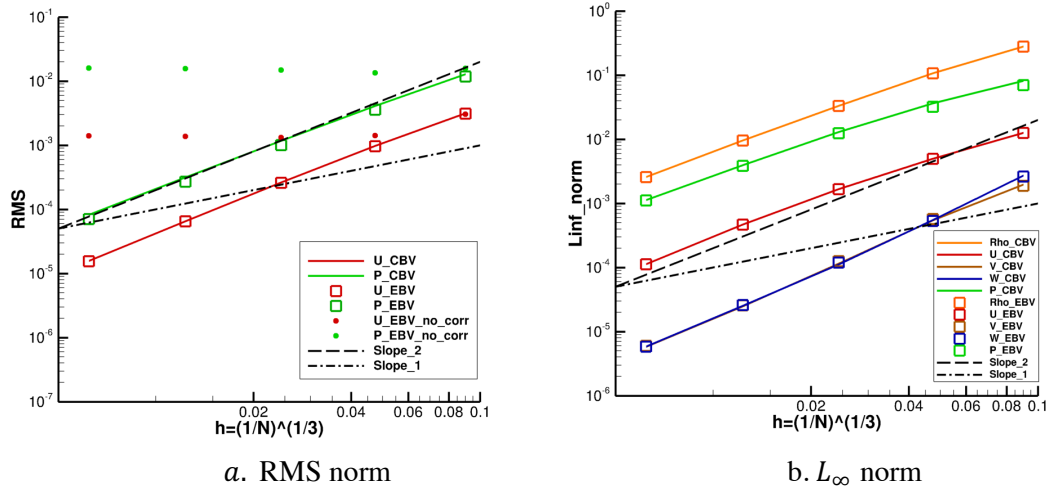 10^-1
10^-2
10^-3
10^-4
10^-5
10^-6
10^-7
RMS
U_CBV
P_CBV
U_EBV
P_EBV
U_EBV_no_corr
P_EBV_no_corr
Slope_2
Slope_1
0.02 0.04 0.06 0.08 0.1
h=(1/N)^(1/3)
a. RMS norm
10^0
10^-1
10^-2
10^-3
10^-4
10^-5
10^-6
Linf_norm
Rho_CBV
U_CBV
V_CBV
W_CBV
P_CBV
Rho_EBV
U_EBV
V_EBV
W_EBV
P_EBV
Slope_2
Slope_1
0.02 0.04 0.06 0.08 0.1
h=(1/N)^(1/3)
b. L∞ norm